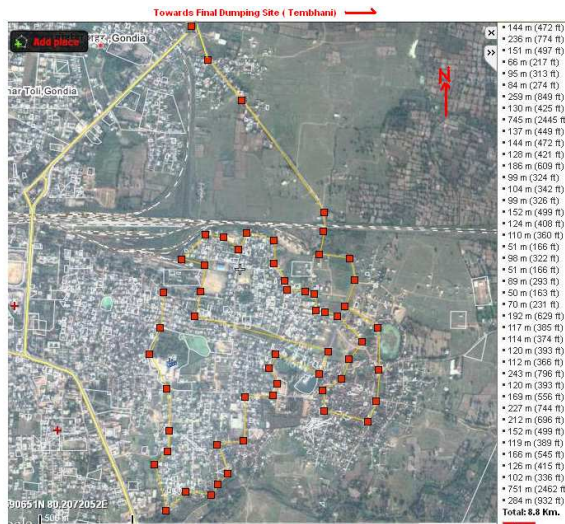 Towards Final Dumping Site ( Tembhani)
Add place
Gondia
nar Toli,Gondia
N
• 144 m (472 ft)
• 236 m (774 ft)
• 151 m (497 ft)
• 66 m (217 ft)
• 95 m (313 ft)
• 84 m (274 ft)
• 259 m (849 ft)
• 130 m (425 ft)
• 745 m (2445 ft
• 137 m (449 ft)
• 144 m (472 ft)
• 128 m (421 ft)
• 186 m (609 ft)
• 99 m (324 ft)
• 104 m (342 ft)
• 99 m (326 ft)
• 152 m (499 ft)
• 124 m (408 ft)
• 110 m (360 ft)
• 51 m (166 ft)
• 98 m (322 ft)
• 51 m (166 ft)
• 89 m (293 ft)
• 50 m (163 ft)
• 70 m (231 ft)
• 192 m (629 ft)
• 117 m (385 ft)
• 114 m (374 ft)
• 120 m (393 ft)
• 112 m (366 ft)
• 243 m (796 ft)
• 120 m (393 ft)
• 169 m (556 ft)
• 227 m (744 ft)
• 212 m (696 ft)
• 152 m (499 ft)
• 119 m (389 ft)
• 166 m (545 ft)
• 126 m (415 ft)
• 102 m (336 ft)
• 751 m (2462 ft
• 284 m (932 ft)
Total: 8.8 Km.
90651N 80.2072052E
500 m